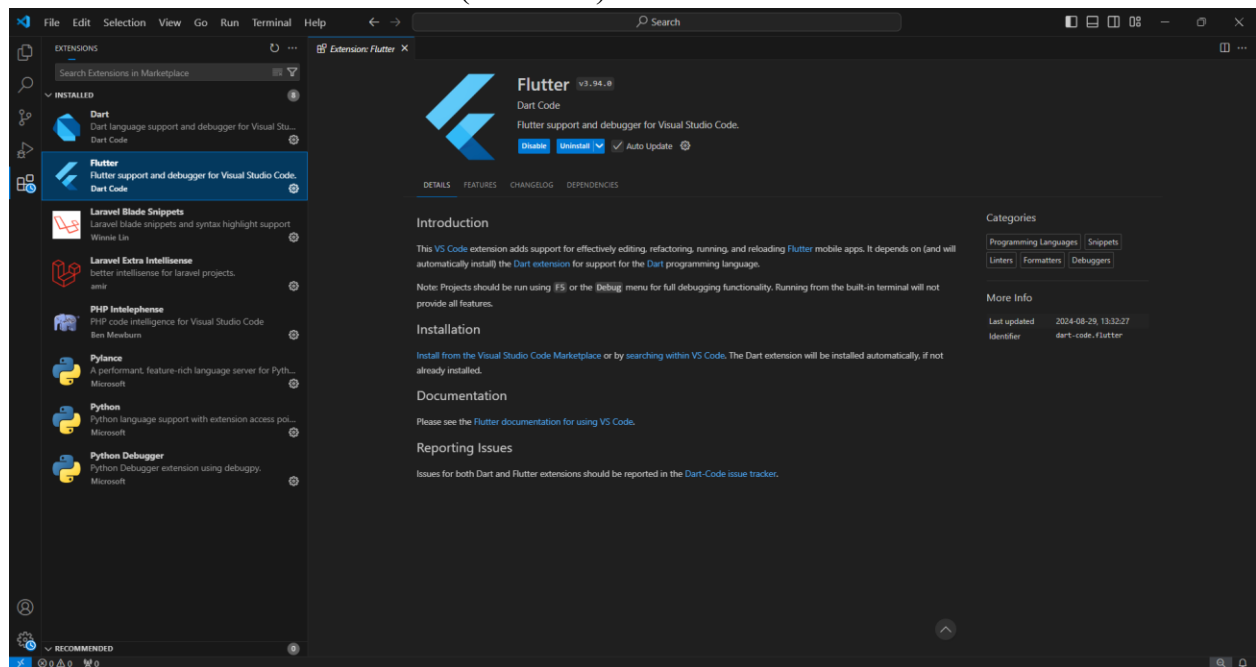 File Edit Selection View Go Run Terminal Help
Search
EXTENSIONS
Search Extensions in Marketplace
INSTALLED
8
Dart
Dart language support and debugger for Visual Stu...
Dart Code
Flutter
Flutter support and debugger for Visual Studio Code.
Dart Code
Laravel Blade Snippets
Laravel blade snippets and syntax highlight support
Winnie Lin
Laravel Extra Intellisense
better intellisense for laravel projects.
amir
PHP Intelephense
PHP code intelligence for Visual Studio Code
Ben Mewburn
Pylance
A performant, feature-rich language server for Pyth...
Microsoft
Python
Python language support with extension access poi...
Microsoft
Python Debugger
Python Debugger extension using debugpy.
Microsoft
RECOMMENDED
0
Extension: Flutter
Flutter v3.94.0
Dart Code
Flutter support and debugger for Visual Studio Code.
Disable Uninstall Auto Update
DETAILS FEATURES CHANGELOG DEPENDENCIES
Introduction
This VS Code extension adds support for effectively editing, refactoring, running, and reloading Flutter mobile apps. It depends on (and will
automatically install) the Dart extension for support for the Dart programming language.
Note: Projects should be run using F5 or the Debug menu for full debugging functionality. Running from the built-in terminal will not
provide all features.
Installation
Install from the Visual Studio Code Marketplace or by searching within VS Code. The Dart extension will be installed automatically, if not
already installed.
Documentation
Please see the Flutter documentation for using VS Code.
Reporting Issues
Issues for both Dart and Flutter extensions should be reported in the Dart-Code issue tracker.
Categories
Programming Languages Snippets
Linters Formatters Debuggers
More Info
Last updated 2024-08-29, 13:32:27
Identifier dart-code.flutter
0 0 0